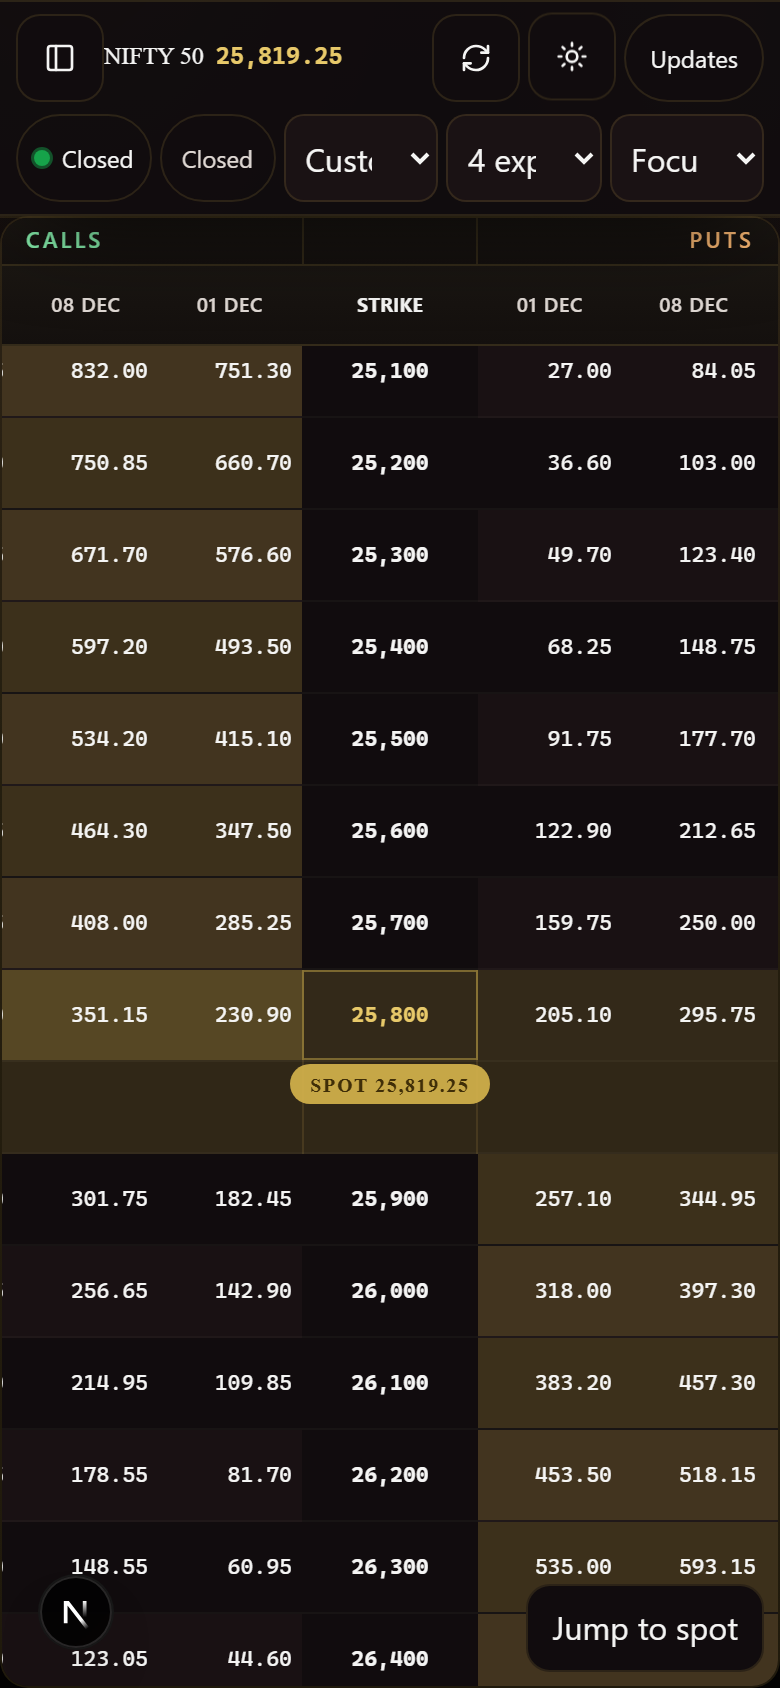 NIFTY 50 25,819.25 Updates
Closed Closed 4 exp Focu
CALLS PUTS
08 DEC 01 DEC STRIKE 01 DEC 08 DEC
832.00 751.30 25,100 27.00 84.05
750.85 660.70 25,200 36.60 103.00
671.70 576.60 25,300 49.70 123.40
597.20 493.50 25,400 68.25 148.75
534.20 415.10 25,500 91.75 177.70
464.30 347.50 25,600 122.90 212.65
408.00 285.25 25,700 159.75 250.00
351.15 230.90 25,800 205.10 295.75
SPOT 25,819.25
301.75 182.45 25,900 257.10 344.95
256.65 142.90 26,000 318.00 397.30
214.95 109.85 26,100 383.20 457.30
178.55 81.70 26,200 453.50 518.15
148.55 60.95 26,300 535.00 593.15
N Jump to spot
123.05 44.60 26,400